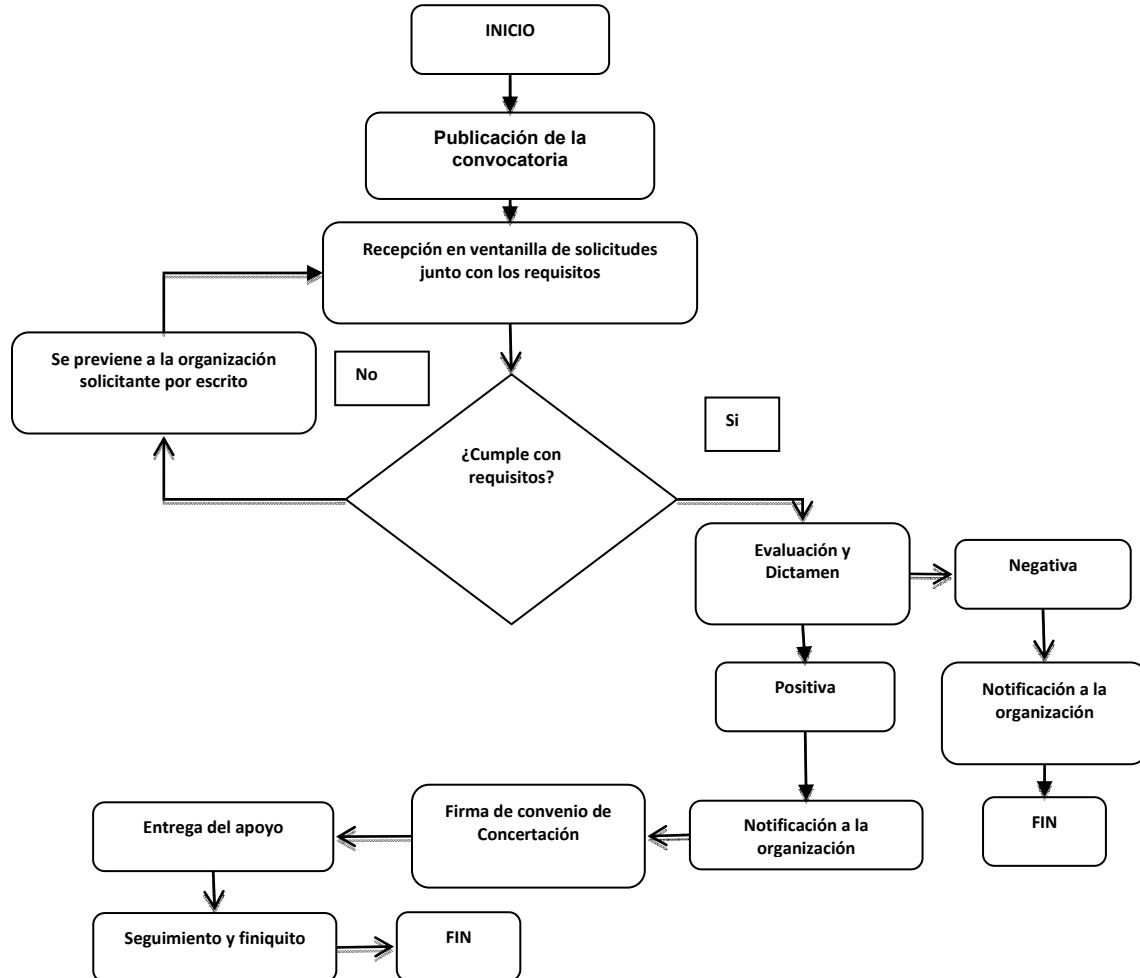 INICIO
Publicación de la
convocatoria
Recepción en ventanilla de solicitudes
junto con los requisitos
Se previene a la organización
solicitante por escrito
No
Si
¿Cumple con
requisitos?
Evaluación y
Dictamen
Negativa
Positiva
Notificación a la
organización
Firma de convenio de
Concertación
Entrega del apoyo
Notificación a la
organización
FIN
Seguimiento y finiquito
FIN